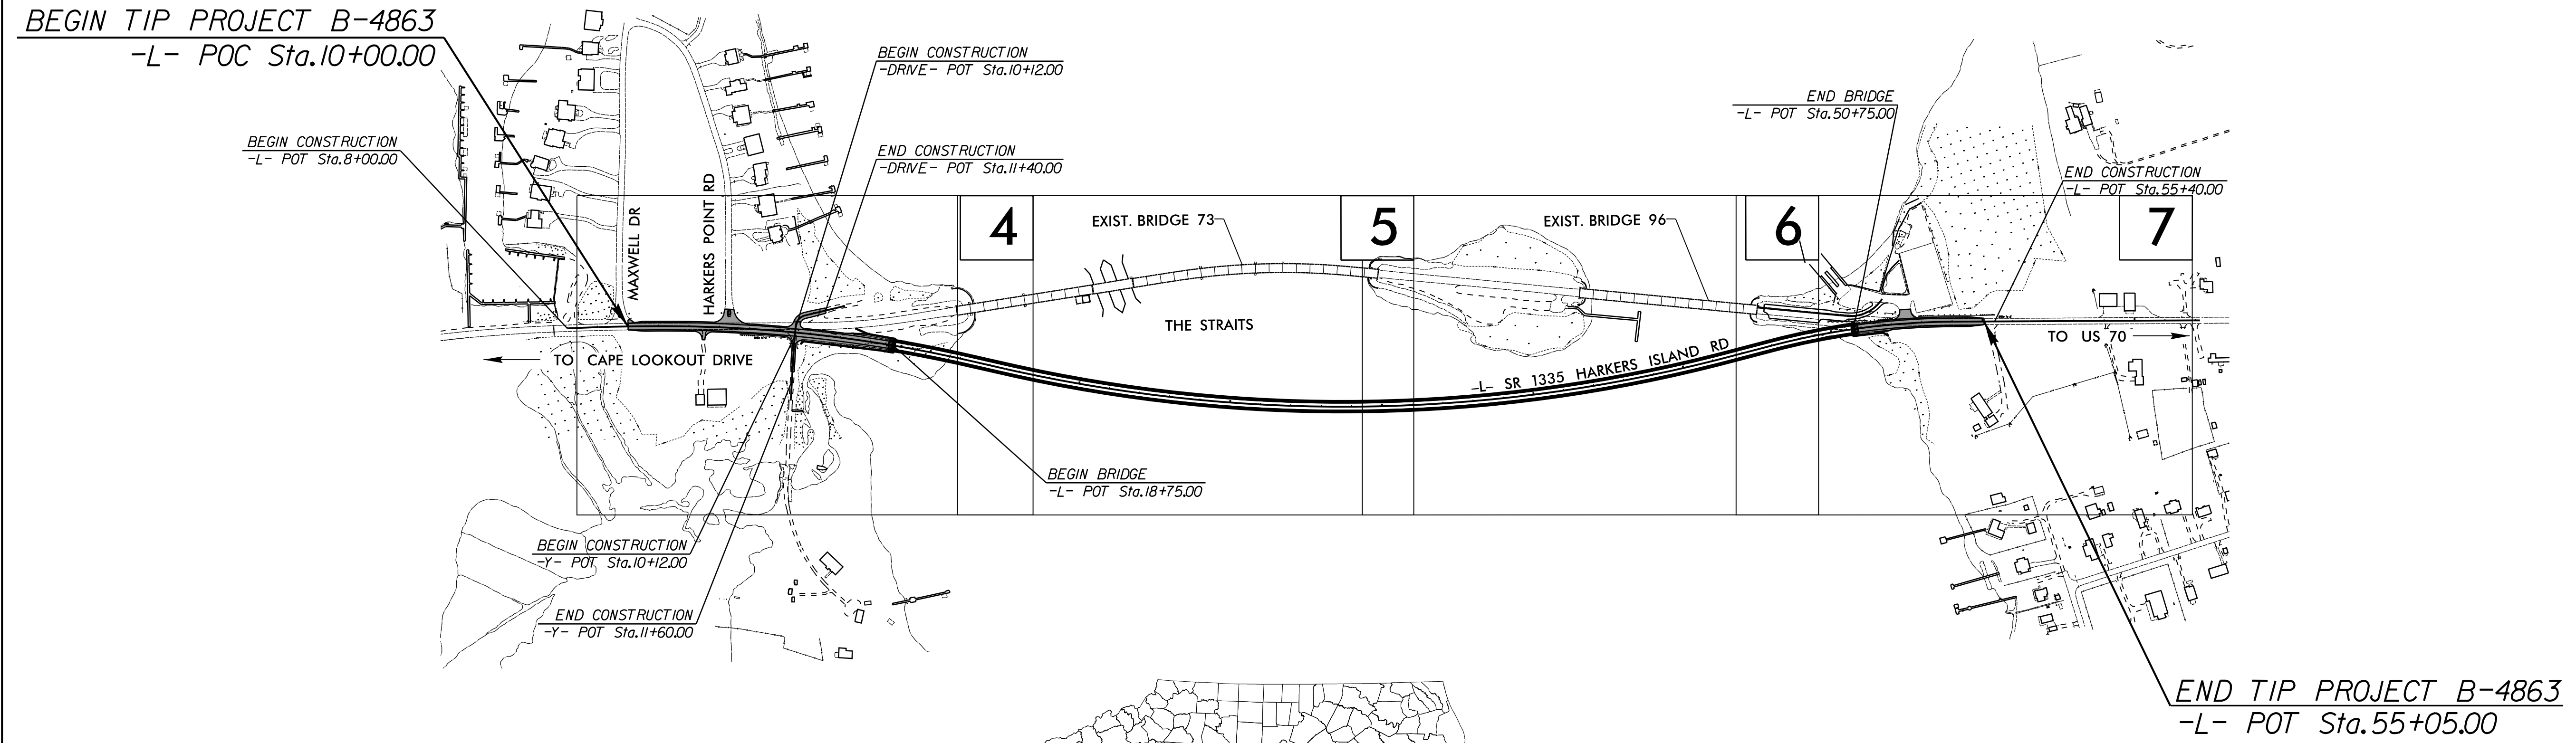 BEGIN TIP PROJECT B-4863
-L- POC Sta.10+00.00
BEGIN CONSTRUCTION
-DRIVE- POT Sta.10+12.00
END BRIDGE
-L- POT Sta.50+75.00
BEGIN CONSTRUCTION
-L- POT Sta.8+00.00
END CONSTRUCTION
-DRIVE- POT Sta.11+40.00
END CONSTRUCTION
-L- POT Sta.55+40.00
MAXWELL DR
HARKERS POINT RD
4
EXIST. BRIDGE 73
5
EXIST. BRIDGE 96
6
7
THE STRAITS
TO CAPE LOOKOUT DRIVE
-L- SR 1335 HARKERS ISLAND RD
TO US 70
BEGIN BRIDGE
-L- POT Sta.18+75.00
BEGIN CONSTRUCTION
-Y- POT Sta.10+12.00
END CONSTRUCTION
-Y- POT Sta.11+60.00
END TIP PROJECT B-4863
-L- POT Sta.55+05.00